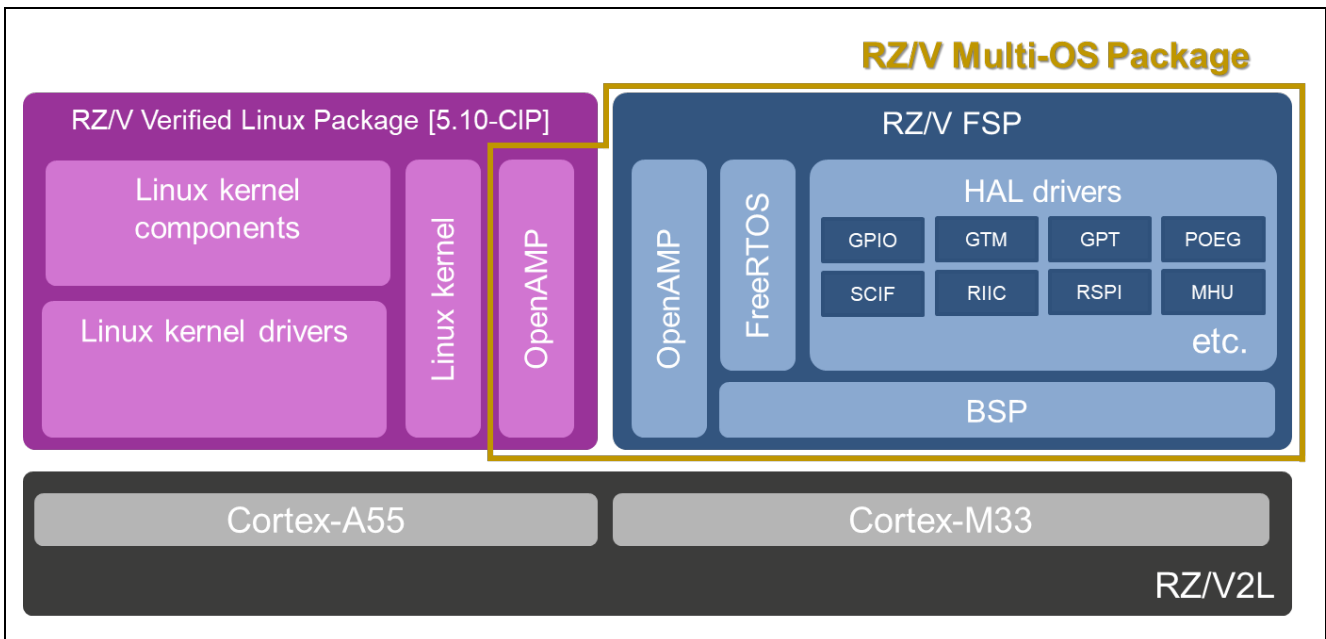 RZ/V Multi-OS Package
RZ/V Verified Linux Package [5.10-CIP]
Linux kernel
components
Linux kernel drivers
Linux kernel
OpenAMP
RZ/V FSP
OpenAMP
FreeRTOS
HAL drivers
GPIO
GTM
GPT
POEG
SCIF
RIIC
RSPI
MHU
etc.
BSP
Cortex-A55
Cortex-M33
RZ/V2L